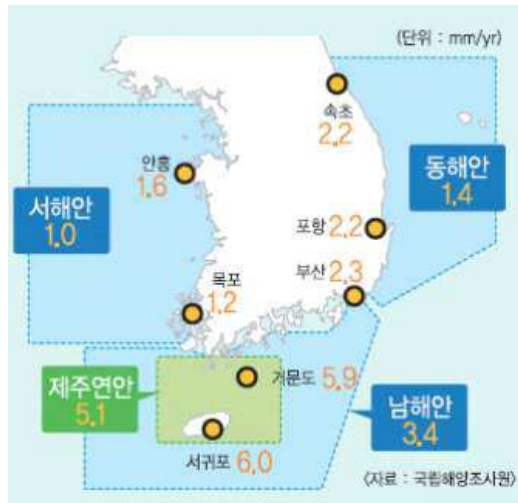 (단위 : mm/yr)
속초
2.2
안흥
1.6
동해안
1.4
서해안
1.0
포항 2.2
부산 2.3
목포
1.2
거문도 5.9
제주연안
5.1
남해안
3.4
서귀포 6.0
〈자료 : 국립해양조사원〉